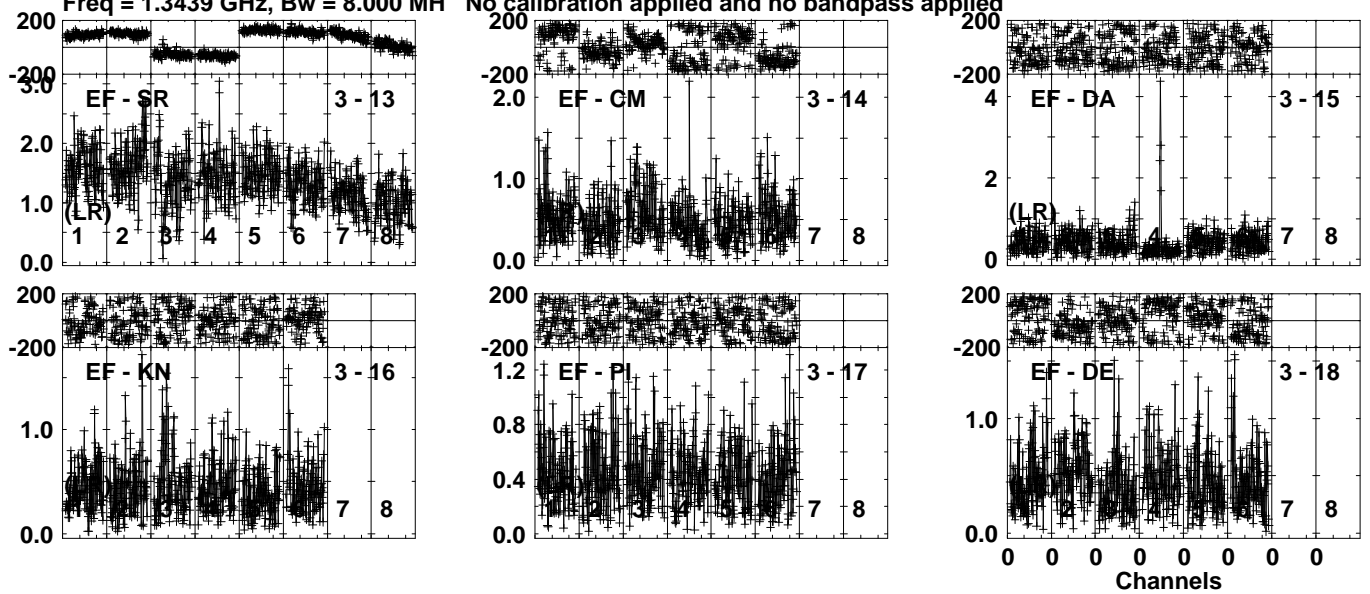 Freq = 1.3439 GHz, Bw = 8.000 MH No calibration applied and no bandpass applied
200 200 200
-200 -200 -200
3.0 EF - SR 3 - 13 EF - CM 3 - 14 EF - DA 3 - 15
2.0 4
2.0 2
1.0 1.0
(LR) (LR)
1 2 3 4 5 6 7 8 2 3 7 8 4 7 8
0.0 0.0 0
200 200 200
-200 -200 -200
EF - KN 3 - 16 EF - PI 3 - 17 EF - DE 3 - 18
1.2
1.0 0.8 1.0
0.4
3 7 8 2 3 4 5 7 8 2 4 7 8
0.0 0.0 0.0
0 0 0 0 0 0 0 0
Channels